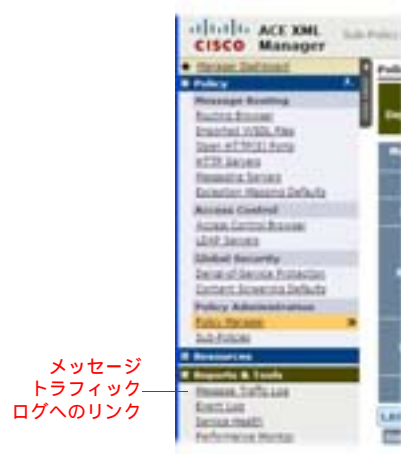 CISCO
ACE XML
Manager
Sub-Policy
Manager Dashboard
Policy
Message Routing
Routing Browser
Imported WSDL Files
Open HTTP(S) Ports
HTTP Servers
Messaging Servers
Exception Mapping Defaults
Access Control
Access Control Browser
LDAP Servers
Global Security
Denial-of-Service Protection
Content Screening Defaults
Policy Administration
Policy Manager
Sub-Policies
Resources
Reports & Tools
Message Traffic Log
Event Log
Service Health
Performance Monitor
メッセージ
トラフィック
ログへのリンク